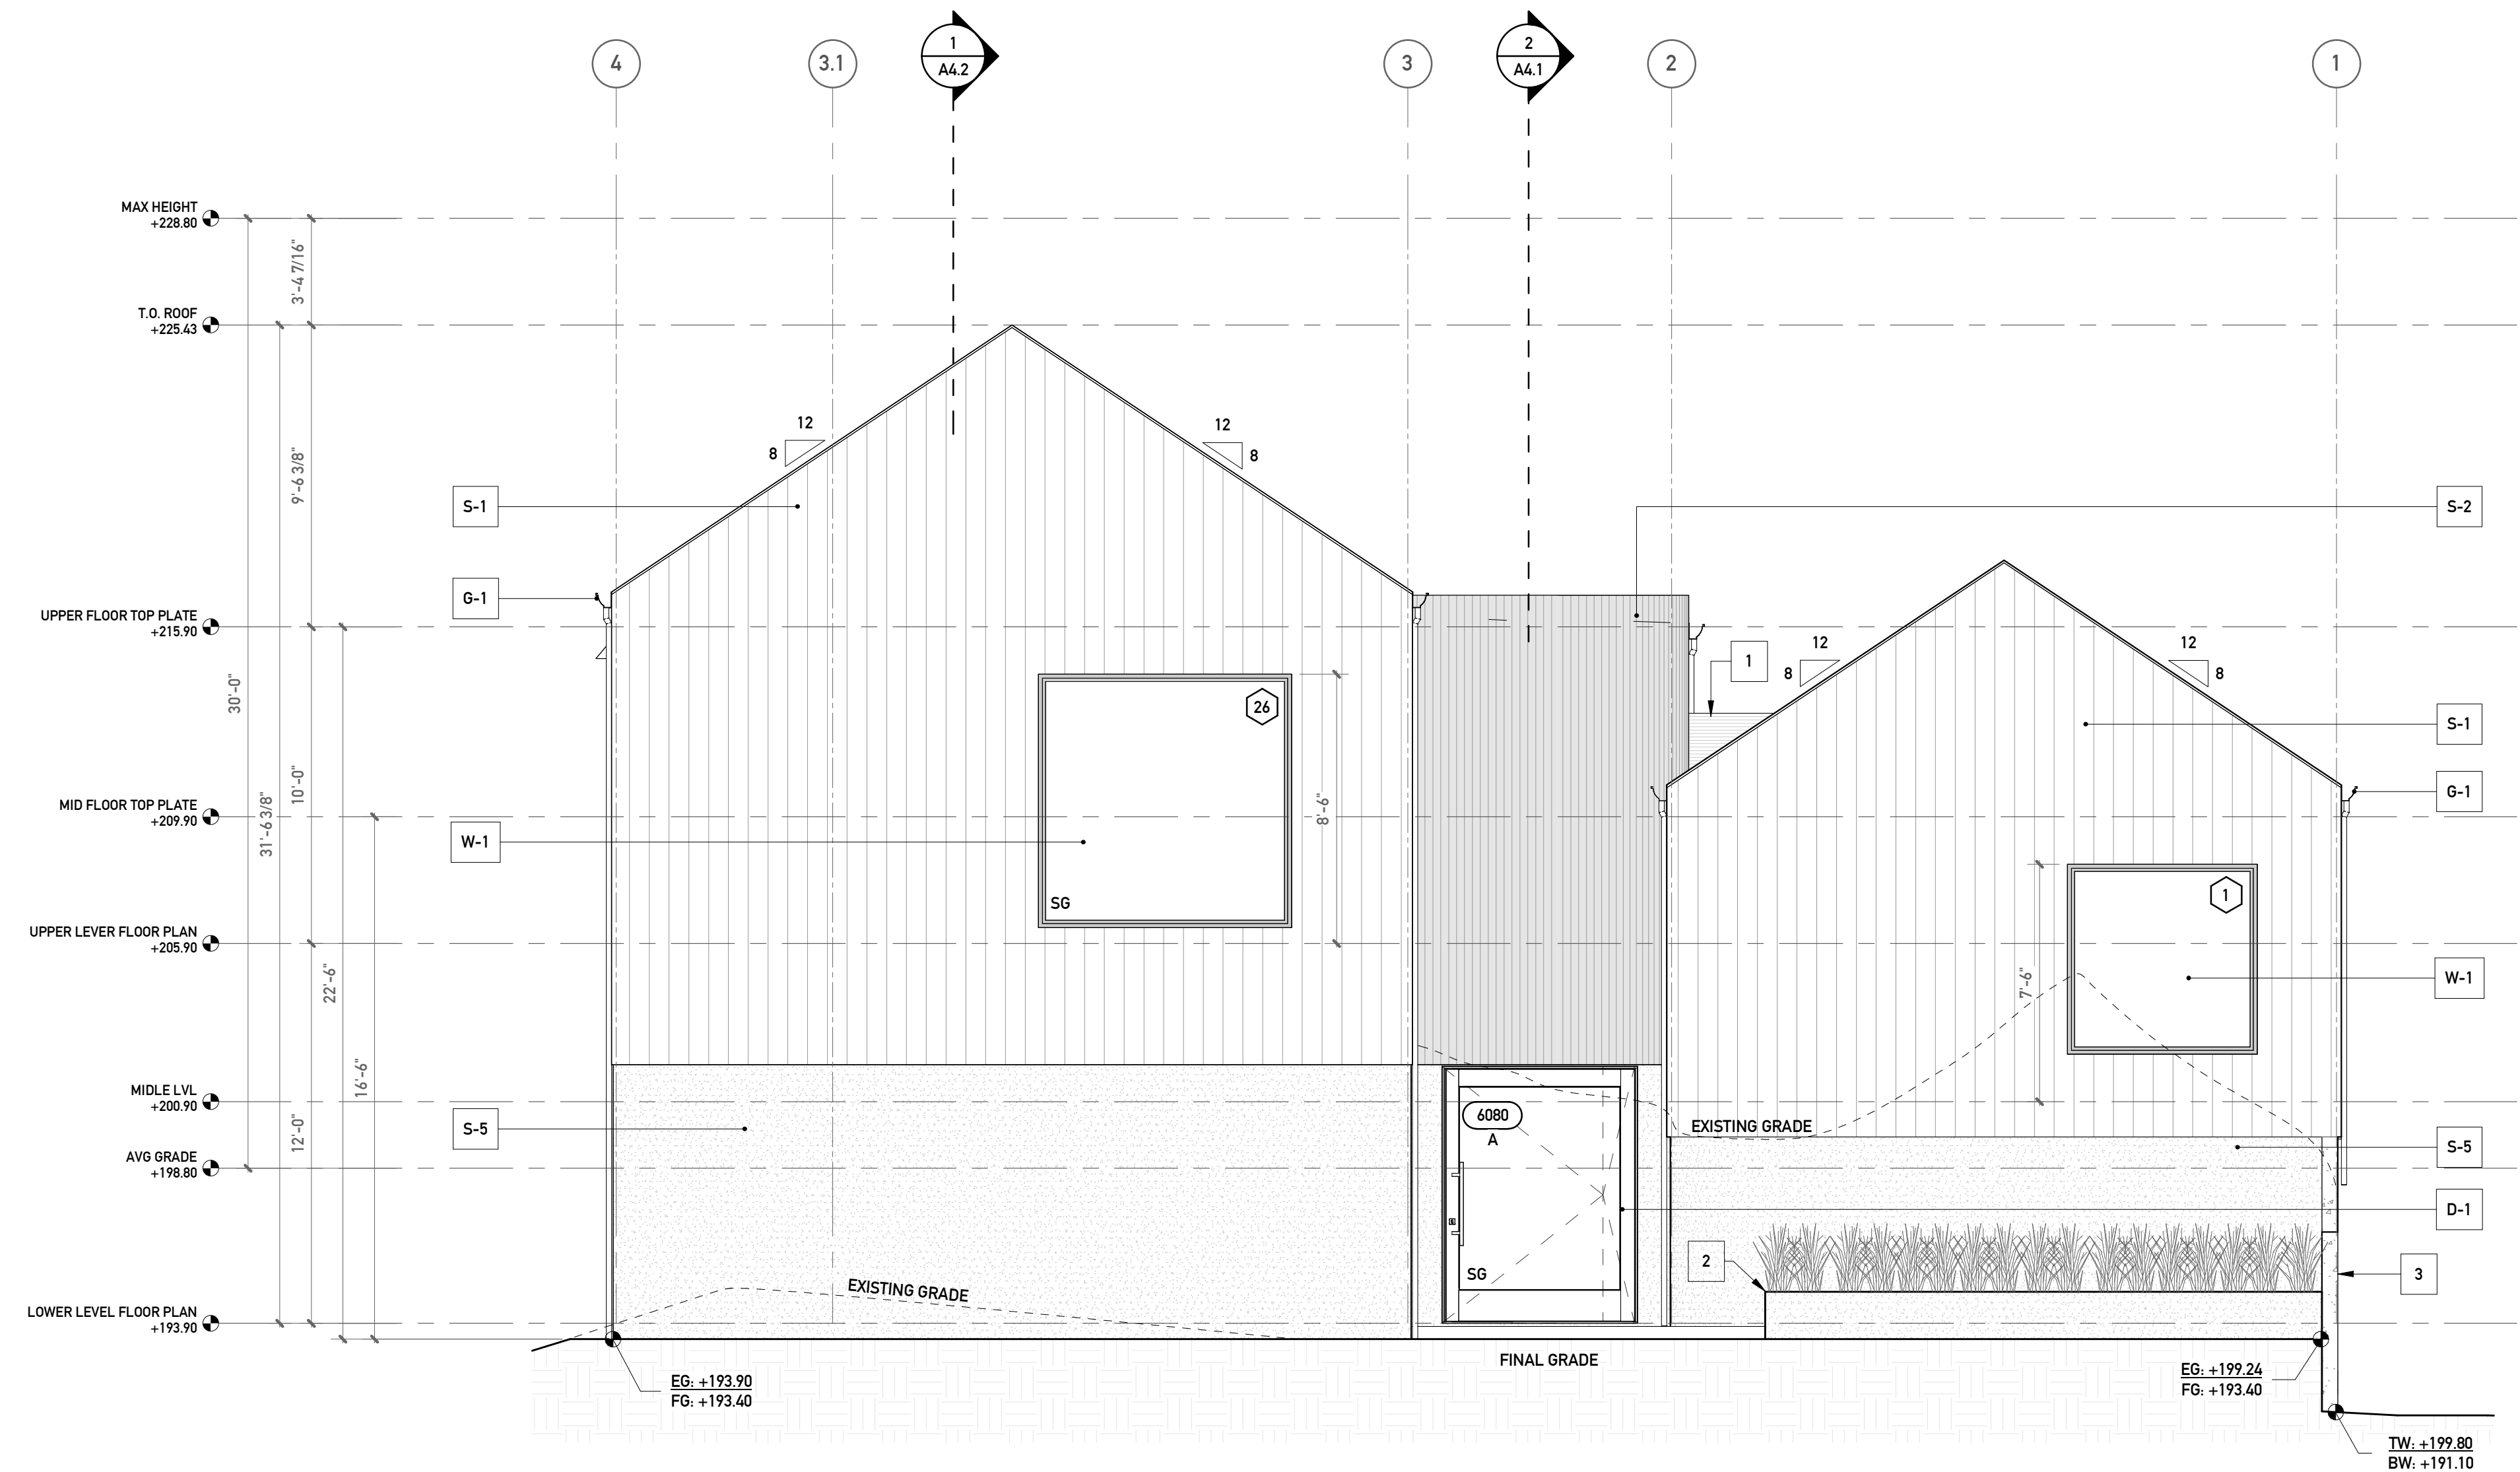 4
3.1
1
A4.2
3
2
A4.1
2
1
MAX HEIGHT
+228.80
3'-4 7/16"
T.O. ROOF
+225.43
12
8
12
8
9'-6 3/8"
S-1
S-2
G-1
UPPER FLOOR TOP PLATE
+215.90
1
12
8
12
8
30'-0"
26
S-1
10'-0"
31'-6 3/8"
MID FLOOR TOP PLATE
+209.90
8'-6"
G-1
W-1
1
SG
UPPER LEVER FLOOR PLAN
+205.90
22'-6"
7'-6"
W-1
16'-6"
MIDLE LVL
+200.90
12'-0"
S-5
6080
A
EXISTING GRADE
S-5
AVG GRADE
+198.80
D-1
2
SG
3
EXISTING GRADE
LOWER LEVEL FLOOR PLAN
+193.90
FINAL GRADE
EG: +193.90
FG: +193.40
EG: +199.24
FG: +193.40
TW: +199.80
BW: +191.10